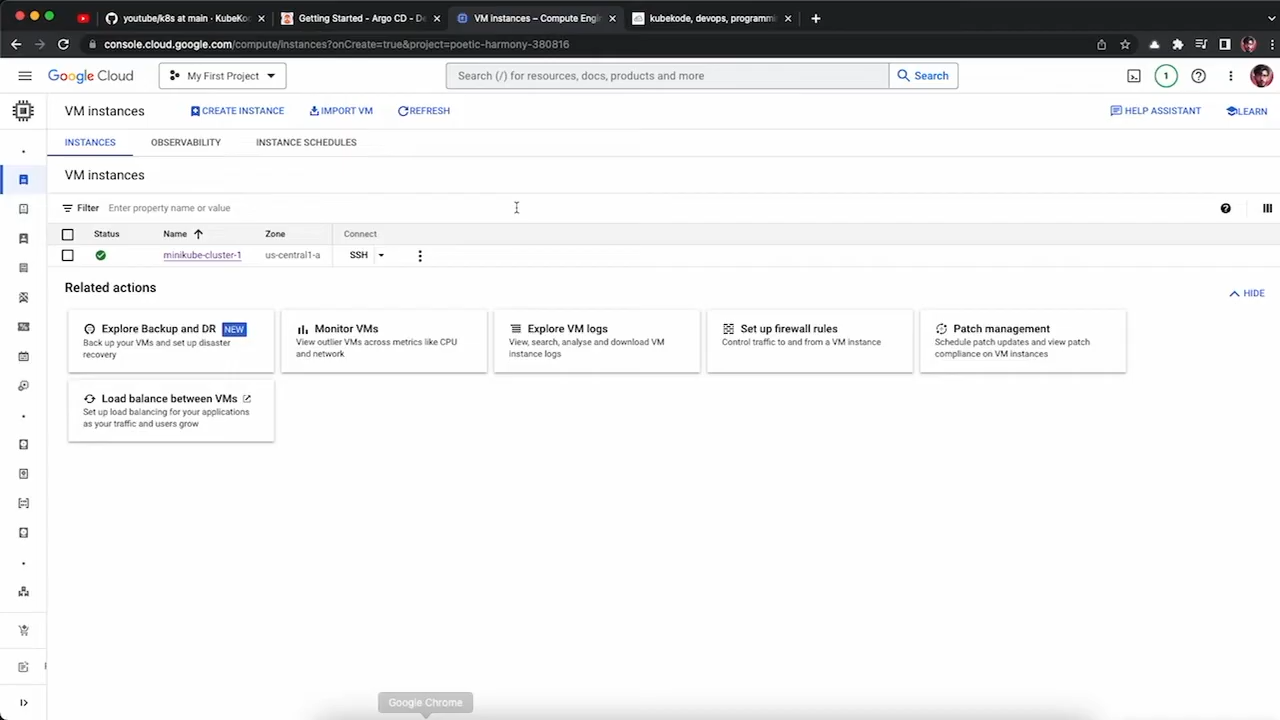 youtube/k8s at main · KubeKo
Getting Started - Argo CD - De
VM instances – Compute Engi
kubekode, devops, programmi
console.cloud.google.com/compute/instances?onCreate=true&project=poetic-harmony-380816
Google Cloud
My First Project
Search (/) for resources, docs, products and more
Search
1
VM instances
CREATE INSTANCE
IMPORT VM
REFRESH
HELP ASSISTANT
LEARN
INSTANCES
OBSERVABILITY
INSTANCE SCHEDULES
VM instances
Filter
Enter property name or value
Status
Name
Zone
Connect
minikube-cluster-1
us-central1-a
SSH
Related actions
HIDE
Explore Backup and DR NEW
Back up your VMs and set up disaster
recovery
Monitor VMs
View outlier VMs across metrics like CPU
and network.
Explore VM logs
View, search, analyse and download VM
instance logs
Set up firewall rules
Control traffic to and from a VM instance
Patch management
Schedule patch updates and view patch
compliance on VM instances
Load balance between VMs
Set up load balancing for your applications
as your traffic and users grow
Google Chrome